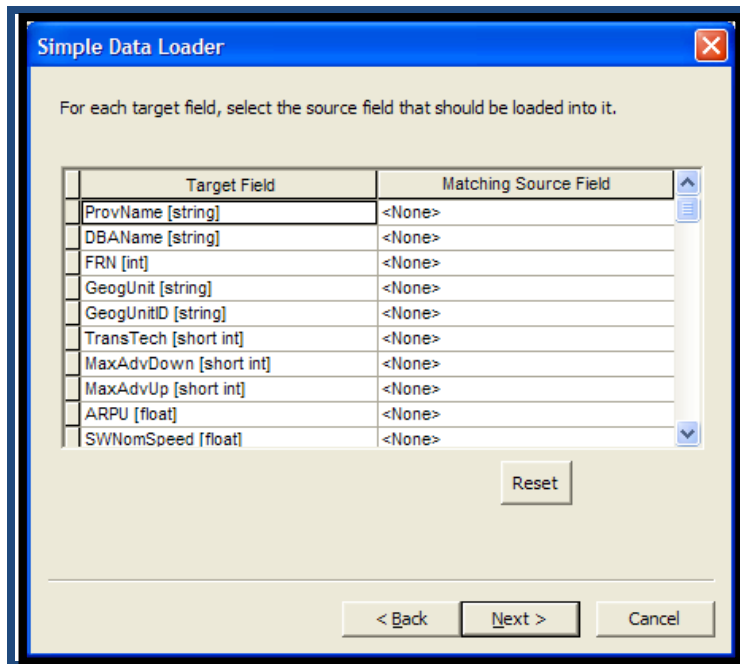 Simple Data Loader
For each target field, select the source field that should be loaded into it.
Target Field Matching Source Field
ProvName [string] <None>
DBAName [string] <None>
FRN [int] <None>
GeogUnit [string] <None>
GeogUnitID [string] <None>
TransTech [short int] <None>
MaxAdvDown [short int] <None>
MaxAdvUp [short int] <None>
ARPU [float] <None>
SWNomSpeed [float] <None>
Reset
< Back Next > Cancel